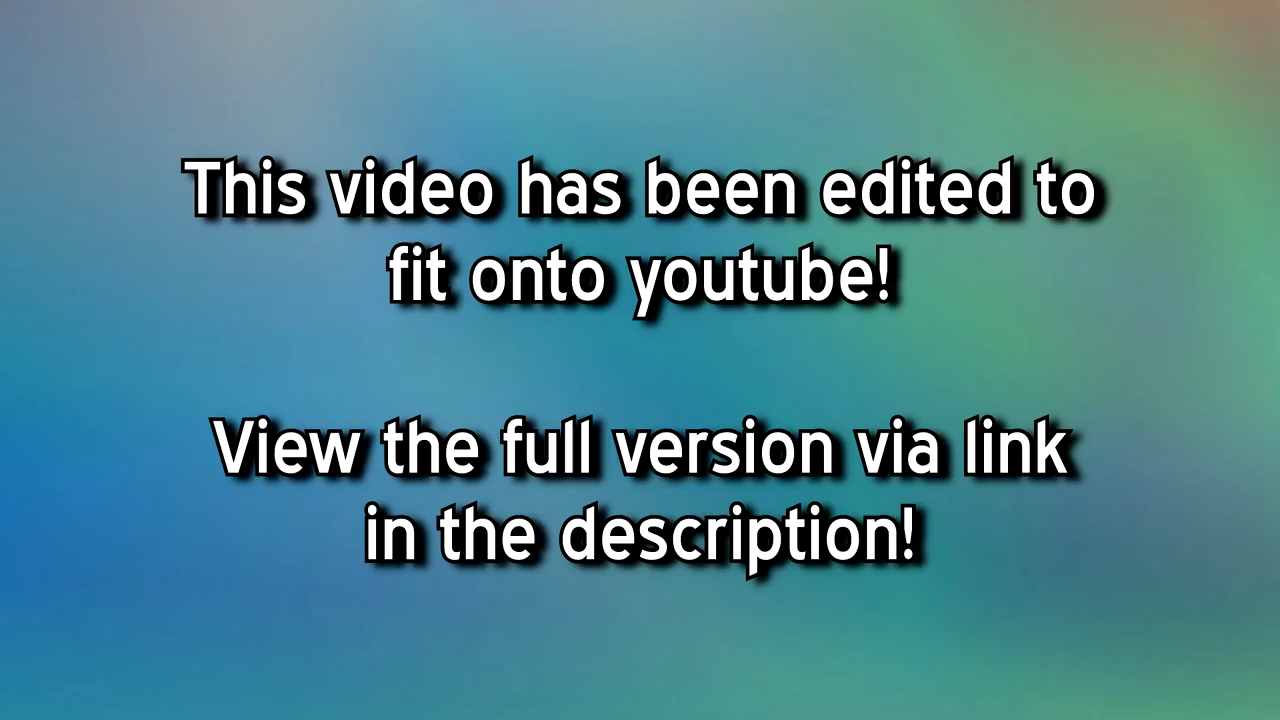 This video has been edited to
fit onto youtube!
View the full version via link
in the description!